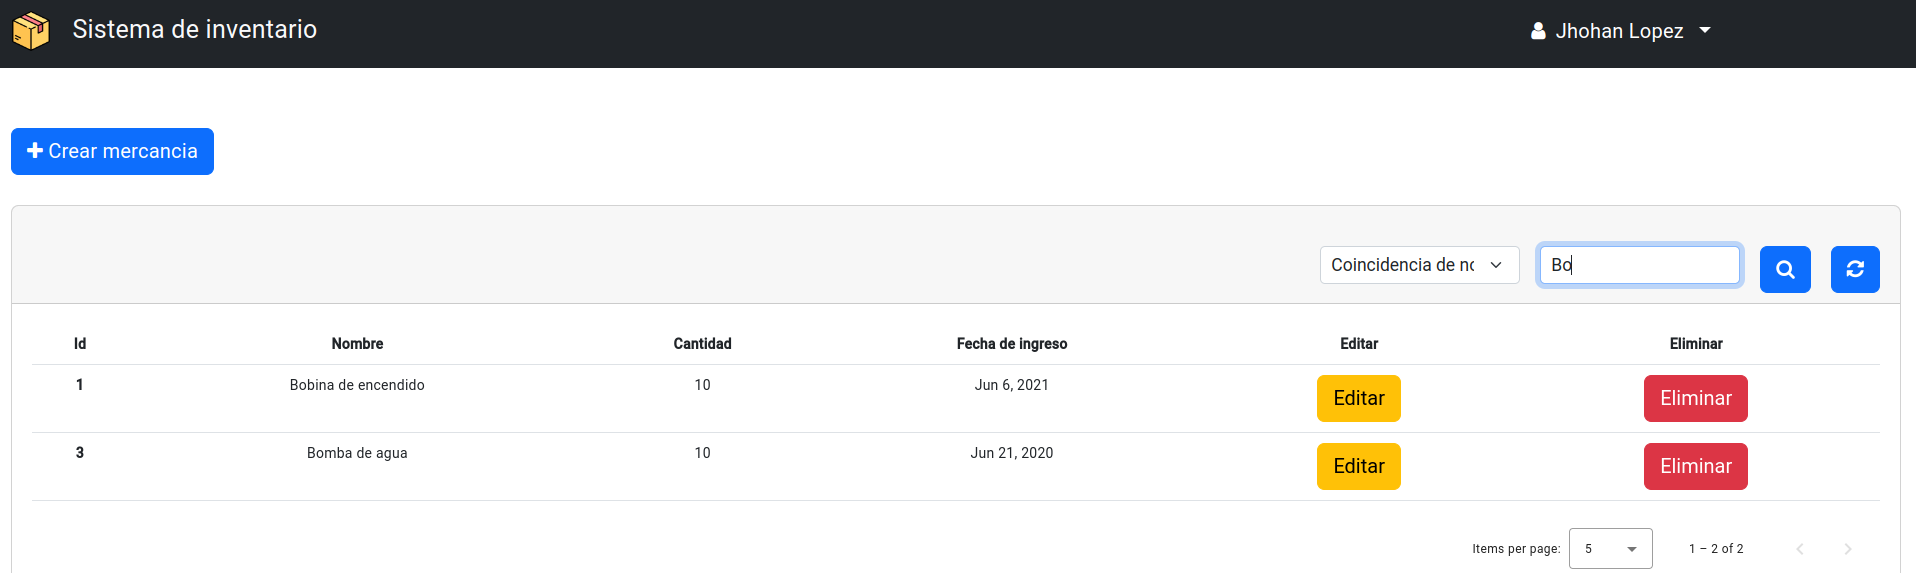 Sistema de inventario
Jhohan Lopez
Crear mercancia
Coincidencia de
Bo
Id Nombre Cantidad Fecha de ingreso Editar Eliminar
1 Bobina de encendido 10 Jun 6, 2021 Editar Eliminar
3 Bomba de agua 10 Jun 21, 2020 Editar Eliminar
Items per page: 5 1 – 2 of 2